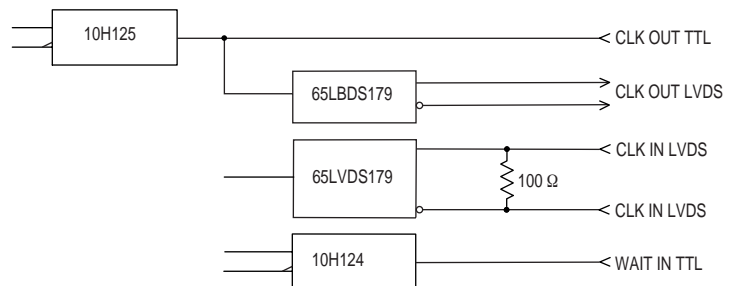 10H125
CLK OUT TTL
65LBDS179
CLK OUT LVDS
65LVDS179
CLK IN LVDS
100 Ω
CLK IN LVDS
10H124
WAIT IN TTL